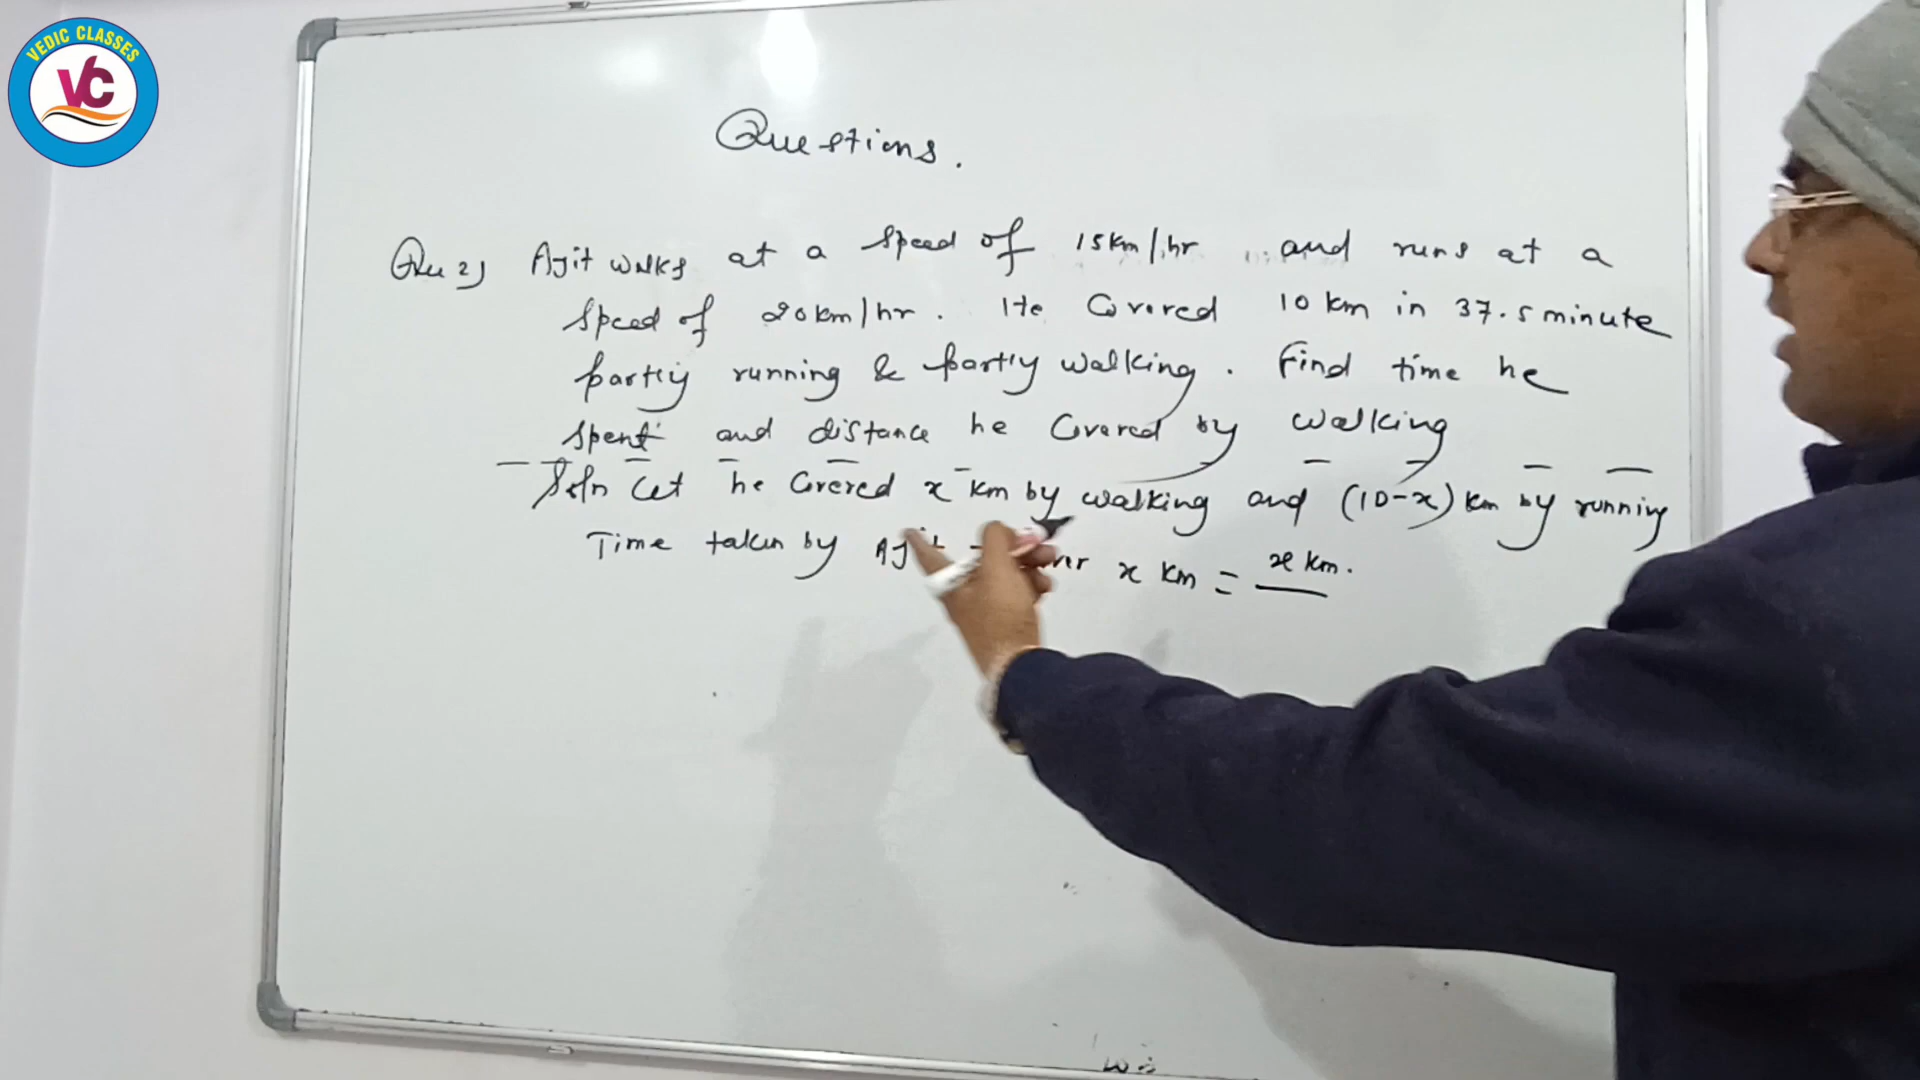 VEDIC CLASSES
VC
Questions.
Que 2) Ajit walks at a speed of 15km/hr and runs at a
speed of 20km/hr. He Covered 10 km in 37.5 minute
partly running & partly walking. Find time he
spent and distance he Covered by walking
Soln Let he Covered x km by walking and (10-x) km by running
Time taken by Ajit x km = x km.